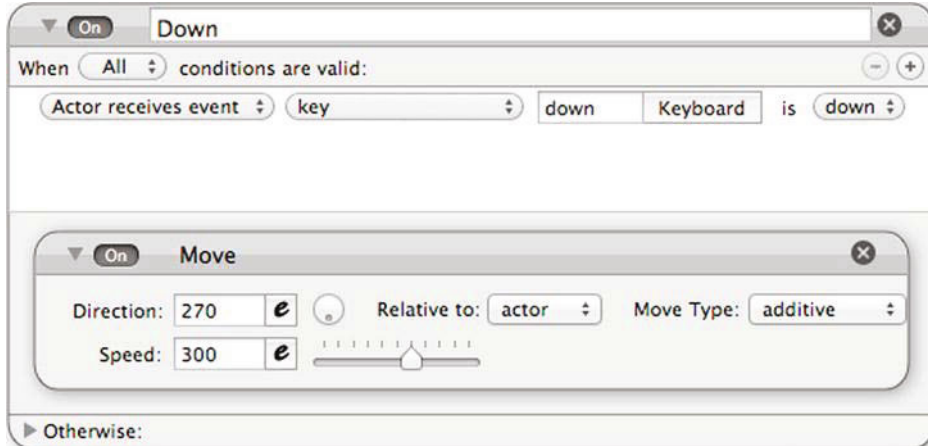 On Down
When All conditions are valid:
Actor receives event key down Keyboard is down
On Move
Direction: 270 e Relative to: actor Move Type: additive
Speed: 300 e
Otherwise: